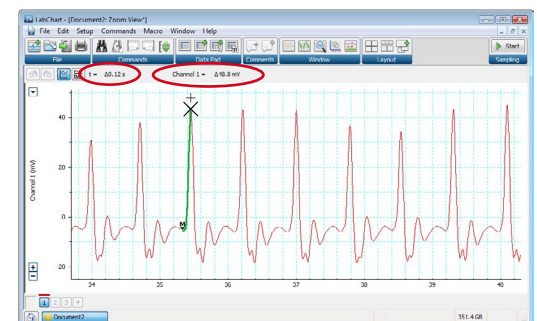 LabChart - [Document2: Zoom View*]
File Edit Setup Commands Macro Window Help
Start
File Commands Data Pad Comments Window Layout Sampling
t = Δ0.12 s Channel 1 = Δ48.8 mV
Channel 1 (mV)
40
20
0
20
M
34 35 36 37 38 39 40
1 2 3 4
Document2 351.4 GB